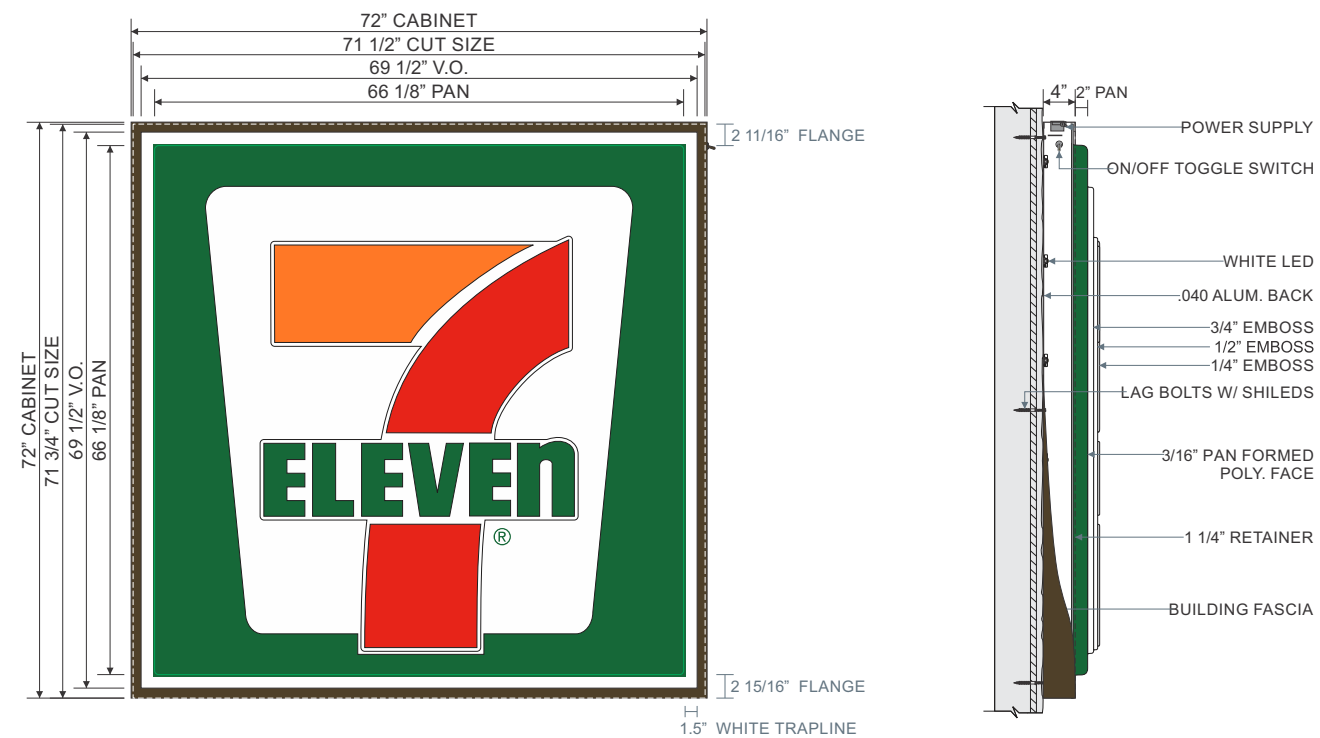 72” CABINET
71 1/2” CUT SIZE
69 1/2” V.O.
66 1/8” PAN
72” CABINET
71 3/4” CUT SIZE
69 1/2” V.O.
66 1/8” PAN
2 11/16” FLANGE
ELEVEn
®
2 15/16” FLANGE
1.5” WHITE TRAPLINE
4”
2” PAN
POWER SUPPLY
ON/OFF TOGGLE SWITCH
WHITE LED
.040 ALUM. BACK
3/4” EMBOSS
1/2” EMBOSS
1/4” EMBOSS
LAG BOLTS W/ SHILEDS
3/16” PAN FORMED
POLY. FACE
1 1/4” RETAINER
BUILDING FASCIA
7